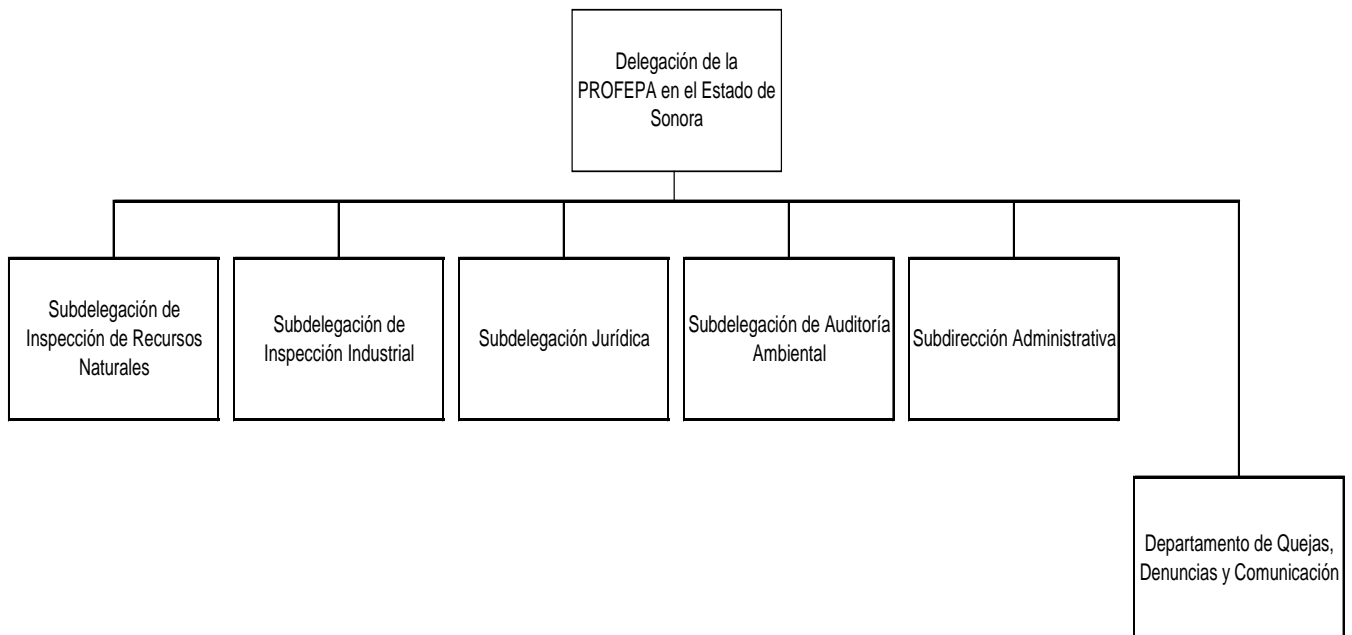 Delegación de la
PROFEPA en el Estado de
Sonora
Subdelegación de
Inspección de Recursos
Naturales
Subdelegación de
Inspección Industrial
Subdelegación Jurídica
Subdelegación de Auditoría
Ambiental
Subdirección Administrativa
Departamento de Quejas,
Denuncias y Comunicación